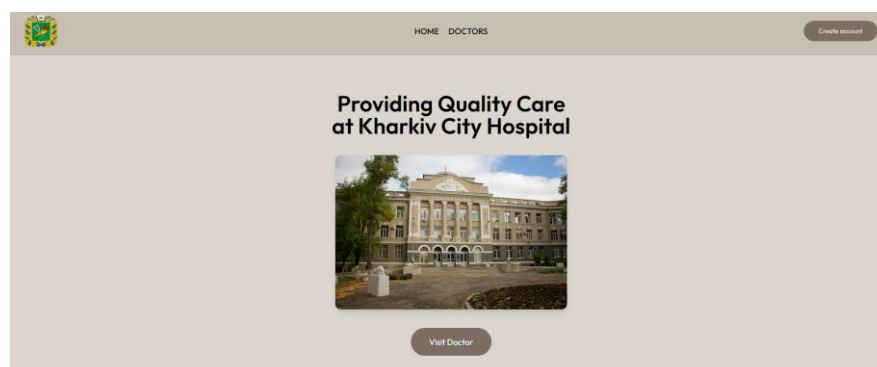 HOME DOCTORS
Create account
Providing Quality Care
at Kharkiv City Hospital
Visit Doctor